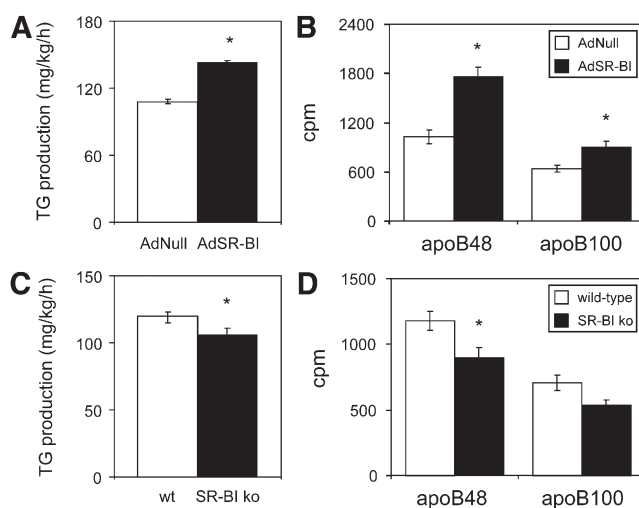 A
TG production (mg/kg/h)
180
120
60
0
*
AdNull AdSR-BI
B
cpm
2400
1800
1200
600
0
AdNull
AdSR-BI
*
*
apoB48 apoB100
C
TG production (mg/kg/h)
150
100
50
0
*
wt SR-BI ko
D
cpm
1500
1000
500
0
wild-type
SR-BI ko
*
apoB48 apoB100